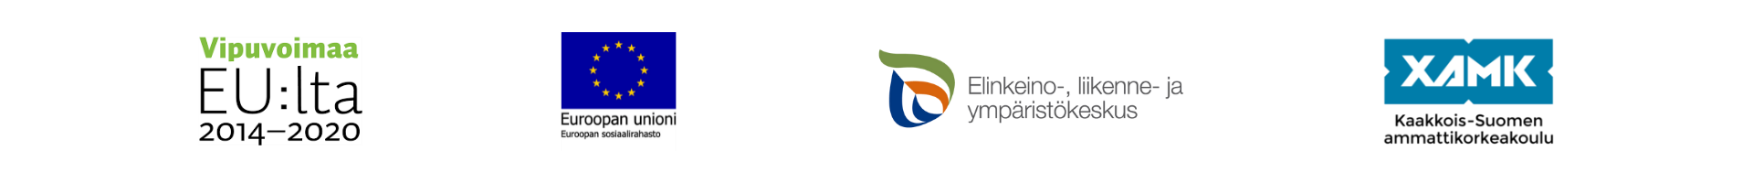 Vipuvoimaa
EU:lta
2014–2020
Euroopan unioni
Euroopan sosiaalirahasto
Elinkeino-, liikenne- ja
ympäristökeskus
XAMK
Kaakkois-Suomen
ammattikorkeakoulu